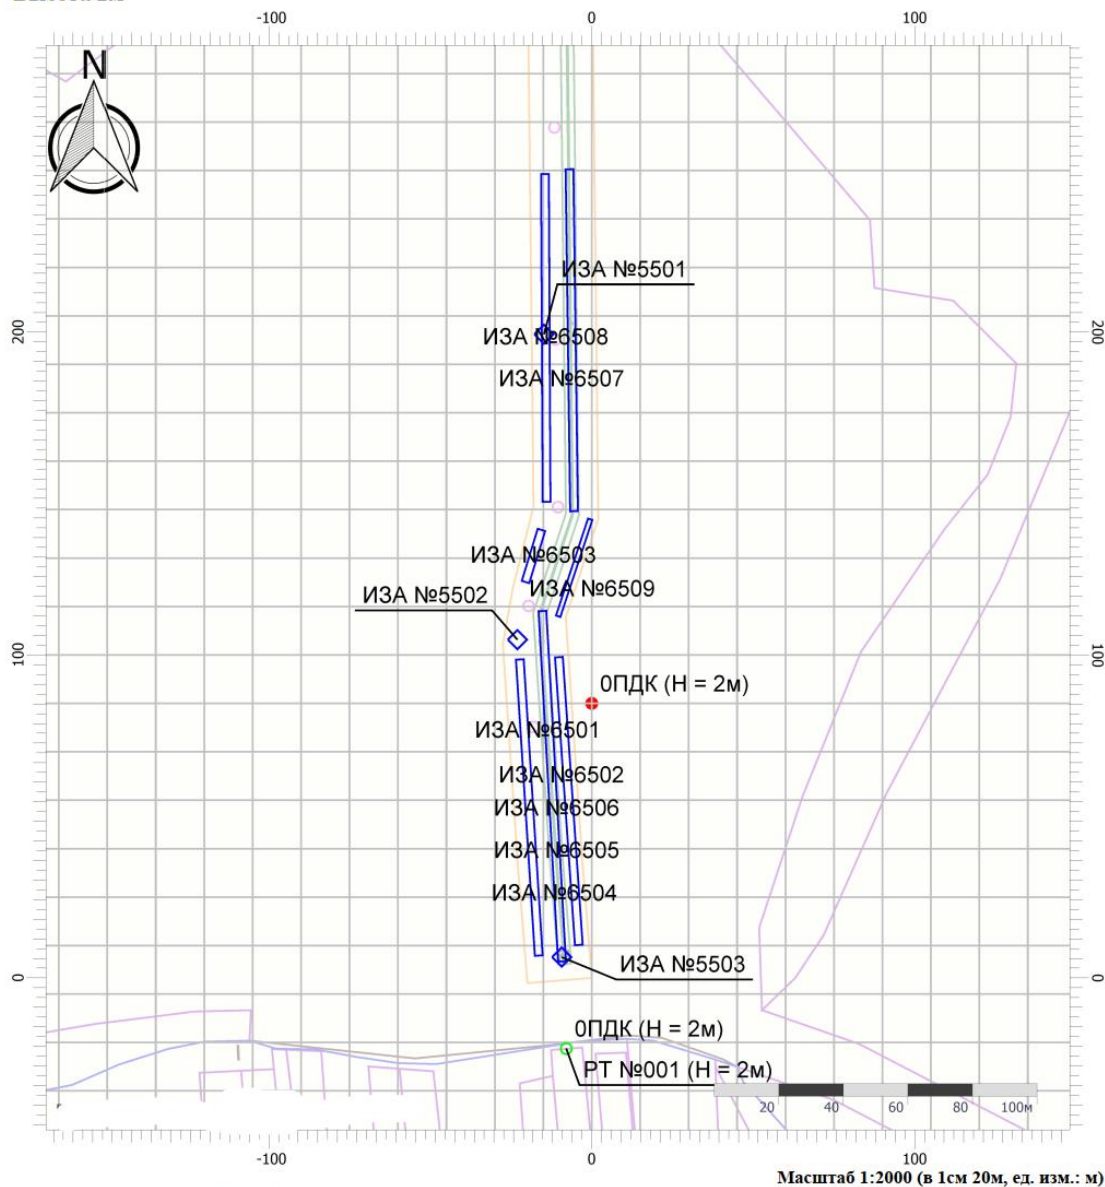 -100 0 100
N
ИЗА №5501
200 200
ИЗА №6508
ИЗА №6507
ИЗА №6503
ИЗА №6509
ИЗА №5502
100 100
0ПДК (H = 2м)
ИЗА №6501
ИЗА №6502
ИЗА №6506
ИЗА №6505
ИЗА №6504
ИЗА №5503
0 0
0ПДК (H = 2м)
РТ №001 (H = 2м)
20 40 60 80 100м
-100 0 100
Масштаб 1:2000 (в 1см 20м, ед. изм.: м)